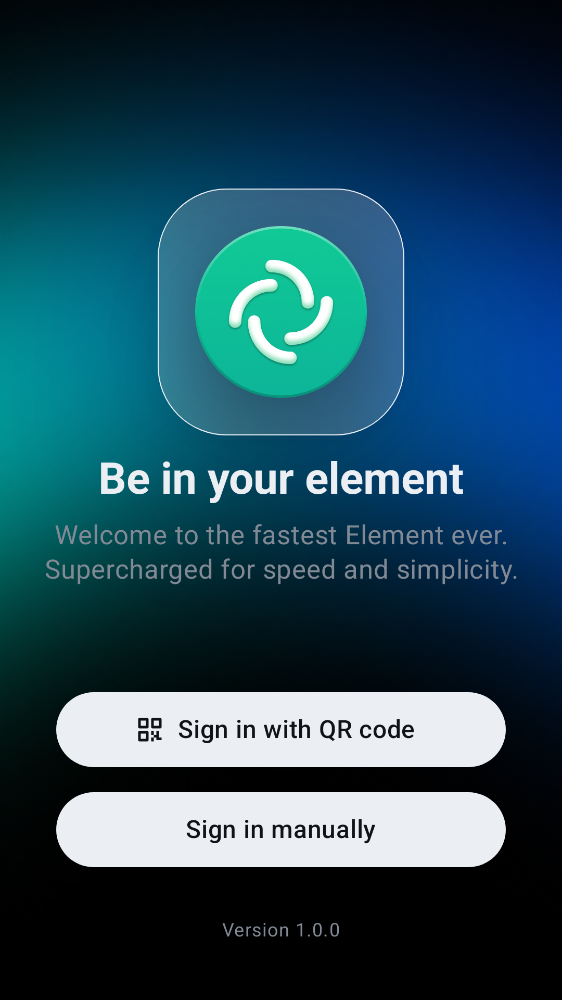 Be in your element
Welcome to the fastest Element ever.
Supercharged for speed and simplicity.
Sign in with QR code
Sign in manually
Version 1.0.0